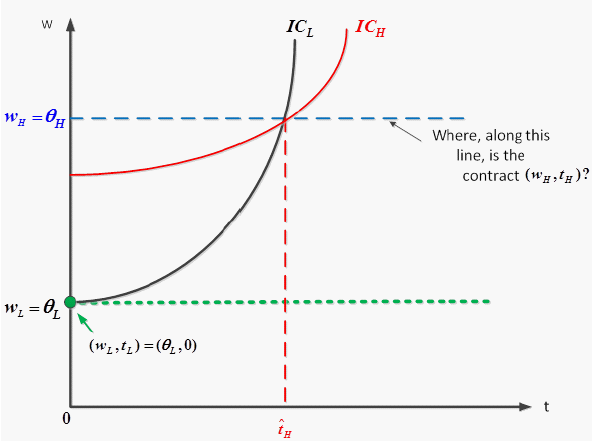 w
IC_L IC_H
w_H = θ_H
Where, along this
line, is the
contract (w_H, t_H)?
w_L = θ_L
(w_L, t_L) = (θ_L, 0)
0
t̂_H
t